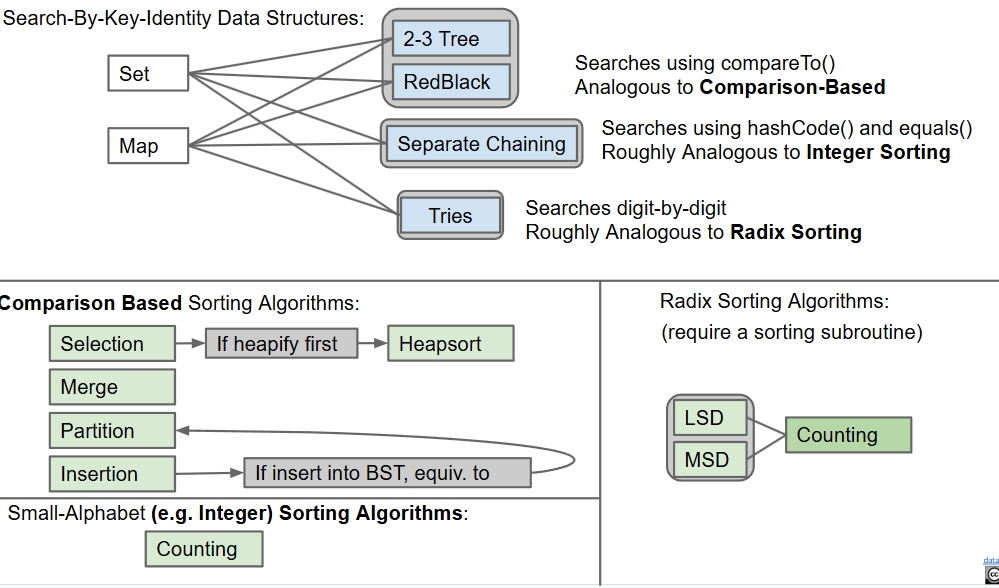 Search-By-Key-Identity Data Structures:
2-3 Tree
Set
RedBlack
Searches using compareTo()
Analogous to Comparison-Based
Map
Separate Chaining
Searches using hashCode() and equals()
Roughly Analogous to Integer Sorting
Tries
Searches digit-by-digit
Roughly Analogous to Radix Sorting
Comparison Based Sorting Algorithms:
Selection
If heapify first
Heapsort
Merge
Partition
Insertion
If insert into BST, equiv. to
Small-Alphabet (e.g. Integer) Sorting Algorithms:
Counting
Radix Sorting Algorithms:
(require a sorting subroutine)
LSD
MSD
Counting
data
cc